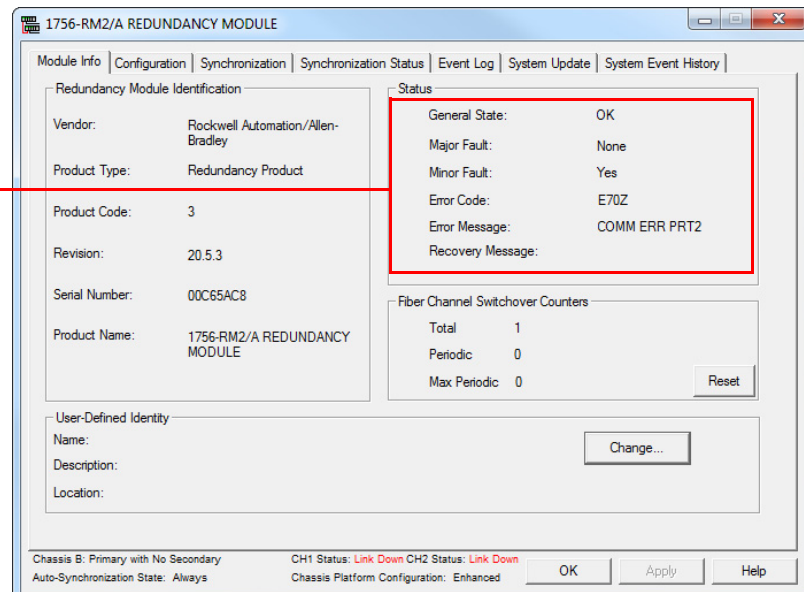 1756-RM2/A REDUNDANCY MODULE
Module Info
Configuration
Synchronization
Synchronization Status
Event Log
System Update
System Event History
Redundancy Module Identification
Vendor: Rockwell Automation/Allen-
Bradley
Product Type: Redundancy Product
Product Code: 3
Revision: 20.5.3
Serial Number: 00C65AC8
Product Name: 1756-RM2/A REDUNDANCY
MODULE
Status
General State: OK
Major Fault: None
Minor Fault: Yes
Error Code: E70Z
Error Message: COMM ERR PRT2
Recovery Message:
Fiber Channel Switchover Counters
Total 1
Periodic 0
Max Periodic 0
Reset
User-Defined Identity
Name:
Description:
Location:
Change...
Chassis B: Primary with No Secondary
CH1 Status: Link Down CH2 Status: Link Down
Auto-Synchronization State: Always
Chassis Platform Configuration: Enhanced
OK
Apply
Help